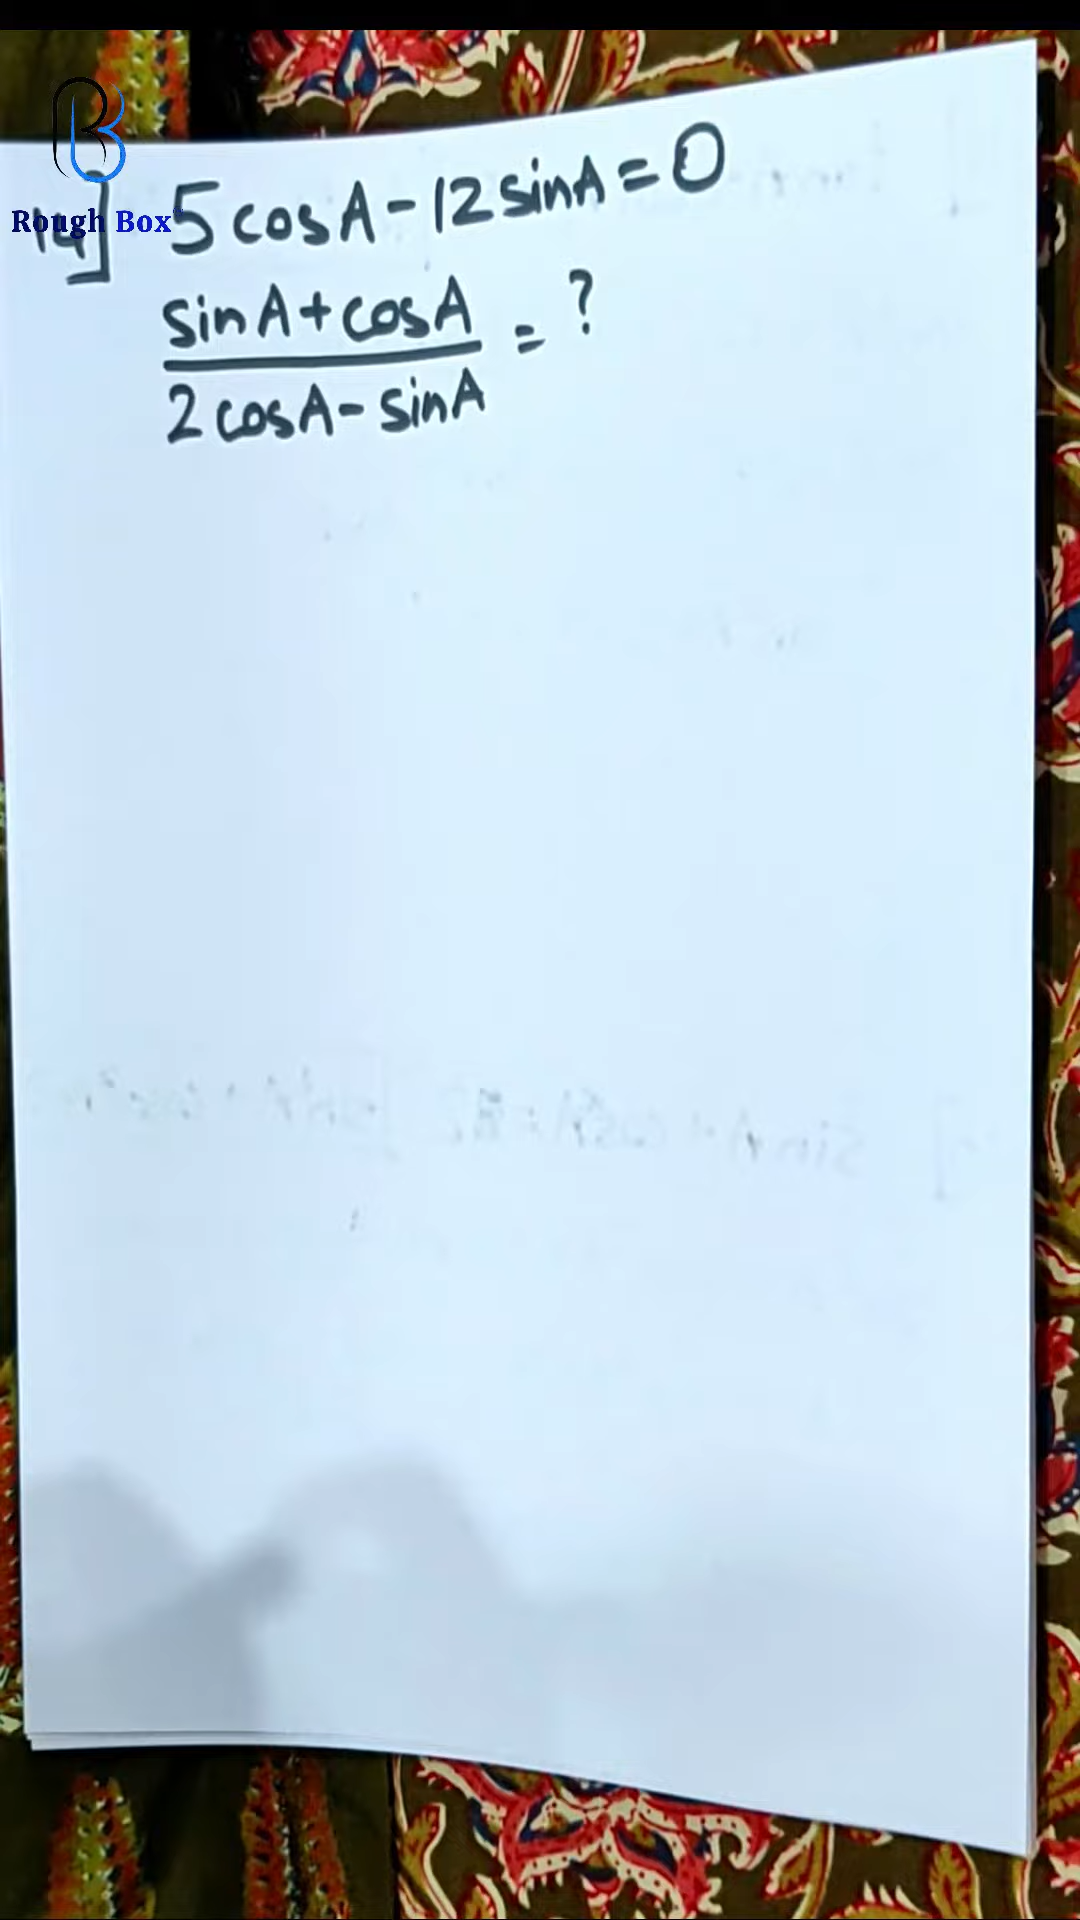 Rough Box
14] 5 cosA - 12 sinA = 0
sinA + cosA
2 cosA - sinA
= ?